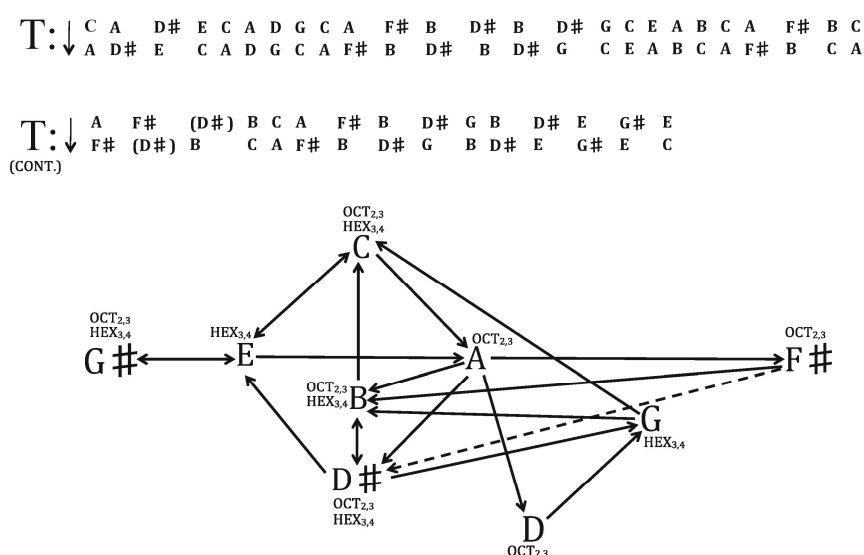 T: ↓ C A D# E C A D G C A F# B D# B D# G C E A B C A F# B C
A D# E C A D G C A F# B D# B D# G C E A B C A F# B C A
T: ↓ A F# (D#) B C A F# B D# G B D# E G# E
(CONT.) F# (D#) B C A F# B D# G B D# E G# E C
OCT2,3
HEX3,4
C
OCT2,3
HEX3,4
G#
HEX3,4
E
OCT2,3
A
OCT2,3
F#
OCT2,3
HEX3,4
B
G
HEX3,4
D#
OCT2,3
HEX3,4
D
OCT2,3